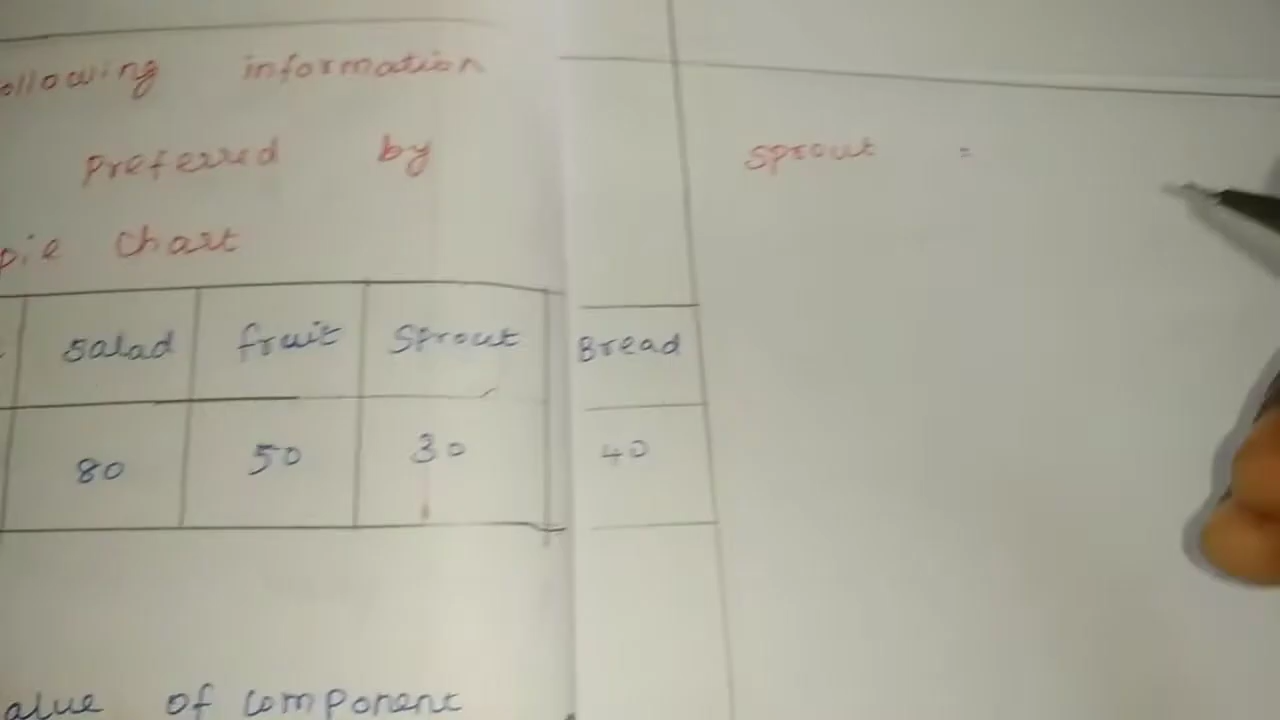 ollowing information
Preferred by
pie chart
Sprout =
Salad fruit Sprout Bread
80 50 30 40
alue of component